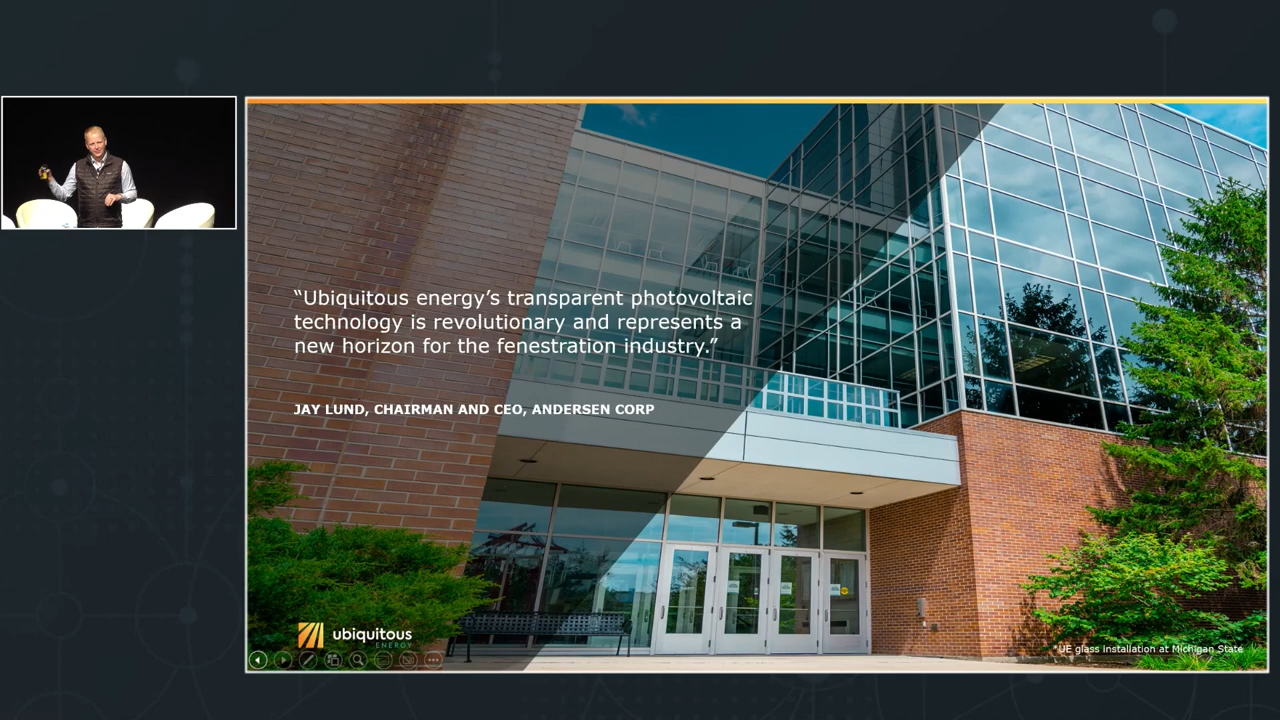 “Ubiquitous energy’s transparent photovoltaic
technology is revolutionary and represents a
new horizon for the fenestration industry.”
JAY LUND, CHAIRMAN AND CEO, ANDERSEN CORP
ubiquitous
ENERGY
*UE glass installation at Michigan State